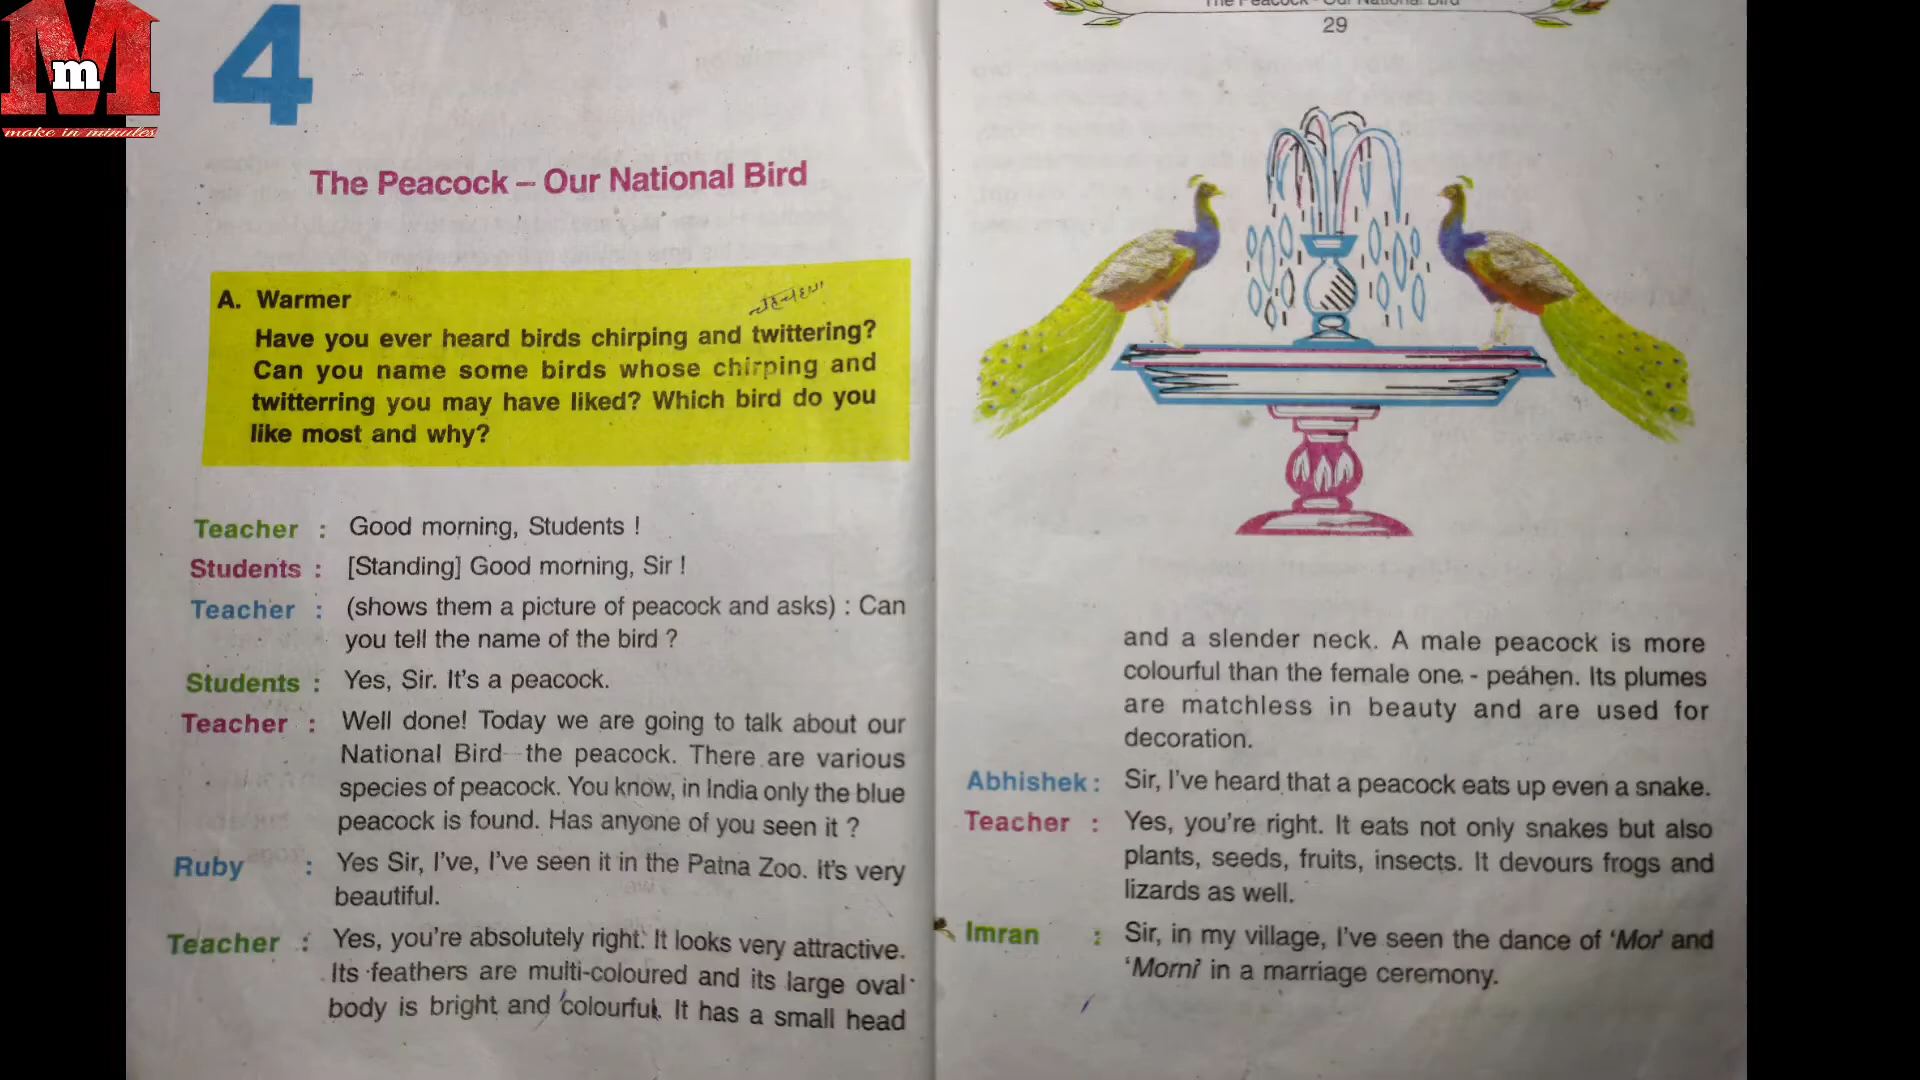 Mm
make in minutes
4
The Peacock – Our National Bird
A. Warmer
Have you ever heard birds chirping and twittering?
Can you name some birds whose chirping and
twitterring you may have liked? Which bird do you
like most and why?
Teacher : Good morning, Students !
Students : [Standing] Good morning, Sir !
Teacher : (shows them a picture of peacock and asks) : Can
you tell the name of the bird ?
Students : Yes, Sir. It's a peacock.
Teacher : Well done! Today we are going to talk about our
National Bird the peacock. There are various
species of peacock. You know, in India only the blue
peacock is found. Has anyone of you seen it ?
Ruby : Yes Sir, I've, I've seen it in the Patna Zoo. It's very
beautiful.
Teacher : Yes, you're absolutely right. It looks very attractive.
Its feathers are multi-coloured and its large oval
body is bright and colourful. It has a small head
The Peacock - Our National Bird
29
and a slender neck. A male peacock is more
colourful than the female one - peáhen. Its plumes
are matchless in beauty and are used for
decoration.
Abhishek : Sir, I've heard that a peacock eats up even a snake.
Teacher : Yes, you're right. It eats not only snakes but also
plants, seeds, fruits, insects. It devours frogs and
lizards as well.
Imran : Sir, in my village, I've seen the dance of 'Mor' and
'Morni' in a marriage ceremony.